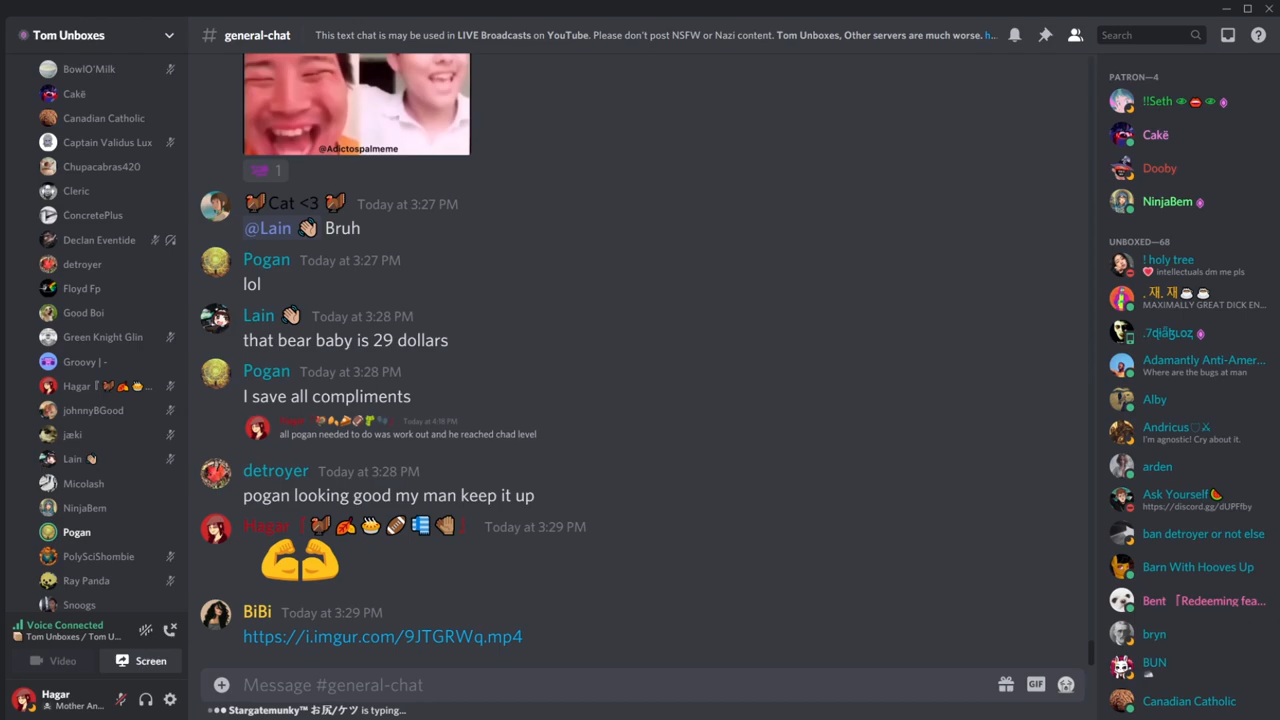 Tom Unboxes
BowlO'Milk
Cakē
Canadian Catholic
Captain Validus Lux
Chupacabras420
Cleric
ConcretePlus
Declan Eventide
detroyer
Floyd Fp
Good Boi
Green Knight Glin
Groovy | -
Hagar『🦃 🍂 🥧...
johnnyBGood
jæki
Lain 👋🏼
Micolash
NinjaBem
Pogan
PolySciShombie
Ray Panda
Snoogs
Voice Connected
Tom Unboxes / Tom U...
Video
Screen
Hagar
Mother An...
# general-chat
This text chat is may be used in LIVE Broadcasts on YouTube. Please don't post NSFW or Nazi content. Tom Unboxes, Other servers are much worse. h...
Search
@Adictospalmeme
1
🦃Cat <3 🦃 Today at 3:27 PM
@Lain 👋🏼 Bruh
Pogan Today at 3:27 PM
lol
Lain 👋🏼 Today at 3:28 PM
that bear baby is 29 dollars
Pogan Today at 3:28 PM
I save all compliments
Today at 4:18 PM
all pogan needed to do was work out and he reached chad level
detroyer Today at 3:28 PM
pogan looking good my man keep it up
Hagar『 🦃 🍂 🥧 🏈 』 Today at 3:29 PM
BiBi Today at 3:29 PM
https://i.imgur.com/9JTGRWq.mp4
Message #general-chat
GIF
Stargatemunky™ お尻/ケツ is typing...
PATRON—4
!!Seth 👁👄👁
Cakē
Dooby
NinjaBem
UNBOXED—68
! holy tree
intellectuals dm me pls
. 재. 재☕☕
MAXIMALLY GREAT DICK EN...
Adamantly Anti-Amer...
Where are the bugs at man
Alby
Andricus♡⚔
I'm agnostic! Cry about it.
arden
Ask Yourself🍉
https://discord.gg/dUPFfby
ban detroyer or not else
Barn With Hooves Up
Bent 『Redeeming fea...
bryn
BUN
Canadian Catholic